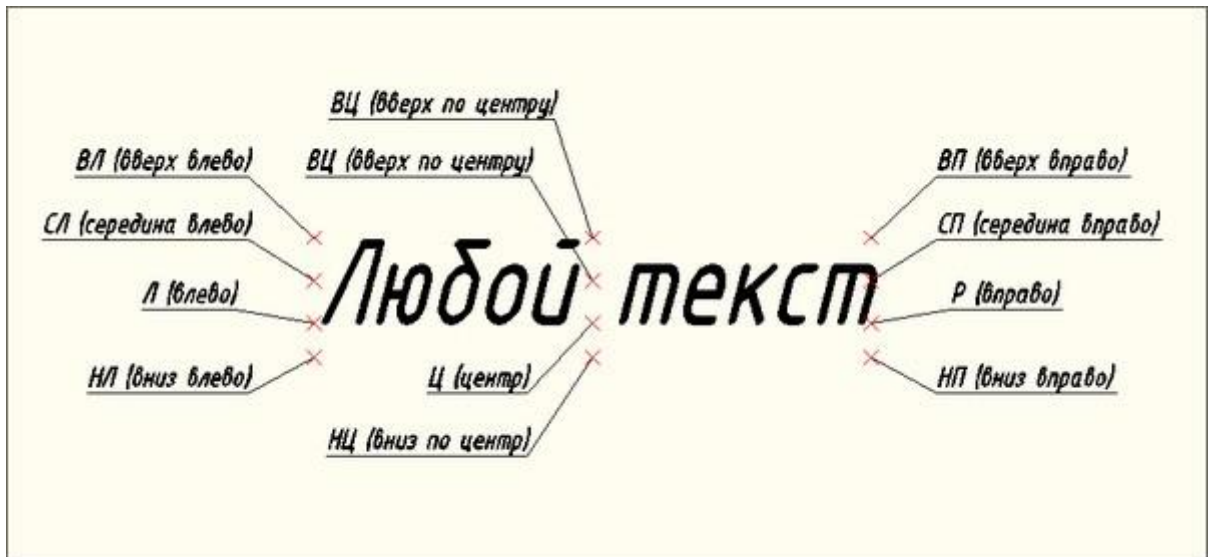 ВЦ (вверх по центру)
ВЛ (вверх влево)
ВЦ (вверх по центру)
ВП (вверх вправо)
СЛ (середина влево)
СП (середина вправо)
Любой текст
Л (влево)
Р (вправо)
НЛ (вниз влево)
Ц (центр)
НП (вниз вправо)
НЦ (вниз по центр)